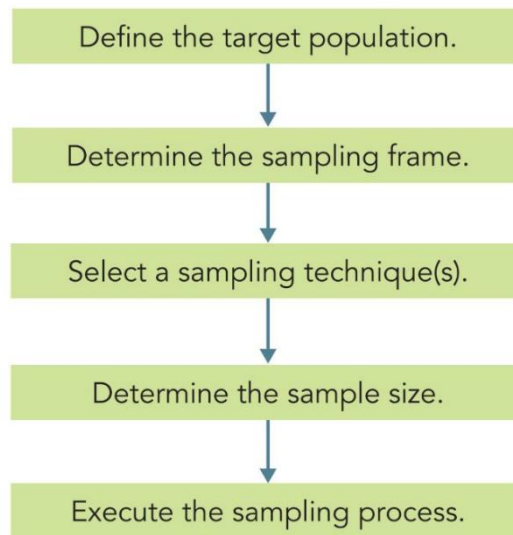 Define the target population.
Determine the sampling frame.
Select a sampling technique(s).
Determine the sample size.
Execute the sampling process.